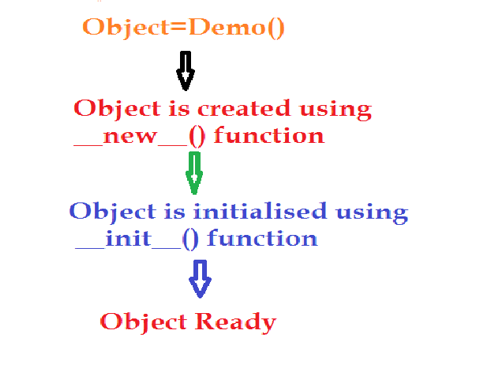 Object=Demo()
Object is created using
__new__() function
Object is initialised using
__init__() function
Object Ready